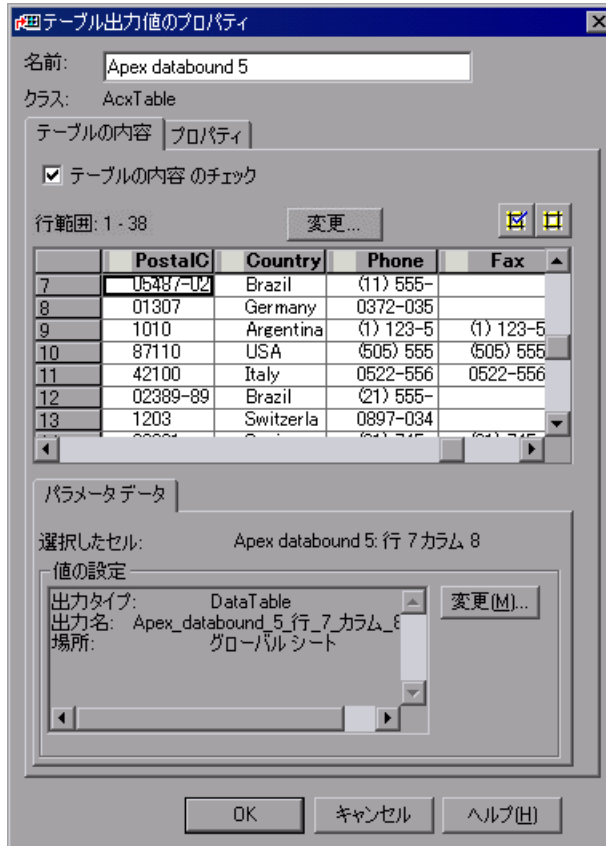 テーブル出力値のプロパティ
名前: Apex databound 5
クラス: AcxTable
テーブルの内容 プロパティ
テーブルの内容 のチェック
行範囲: 1 - 38 変更...
PostalC Country Phone Fax
7 05487-02 Brazil (11) 555-
8 01307 Germany 0372-035
9 1010 Argentina (1) 123-5 (1) 123-5
10 87110 USA (505) 555 (505) 555
11 42100 Italy 0522-556 0522-556
12 02389-89 Brazil (21) 555-
13 1203 Switzerla 0897-034
パラメータ データ
選択したセル: Apex databound 5: 行 7 カラム 8
値の設定
出力タイプ: DataTable
出力名: Apex_databound_5_行_7_カラム_8
場所: グローバル シート
変更(M)...
OK キャンセル ヘルプ(H)